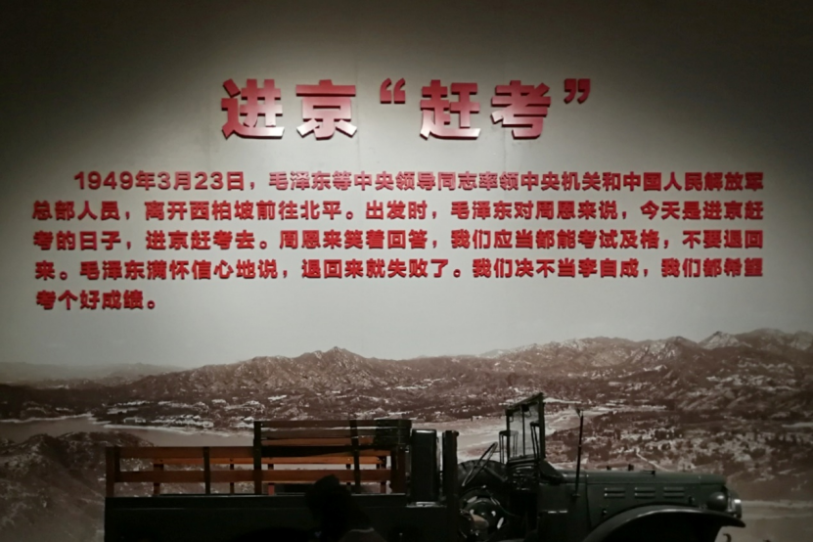 进京“赶考”
1949年3月23日，毛泽东等中央领导同志率领中央机关和中国人民解放军
总部人员，离开西柏坡前往北平。出发时，毛泽东对周恩来说，今天是进京赶
考的日子，进京赶考去。周恩来笑着回答，我们应当都能考试及格，不要退回
来。毛泽东满怀信心地说，退回来就失败了。我们决不当李自成，我们都希望
考个好成绩。